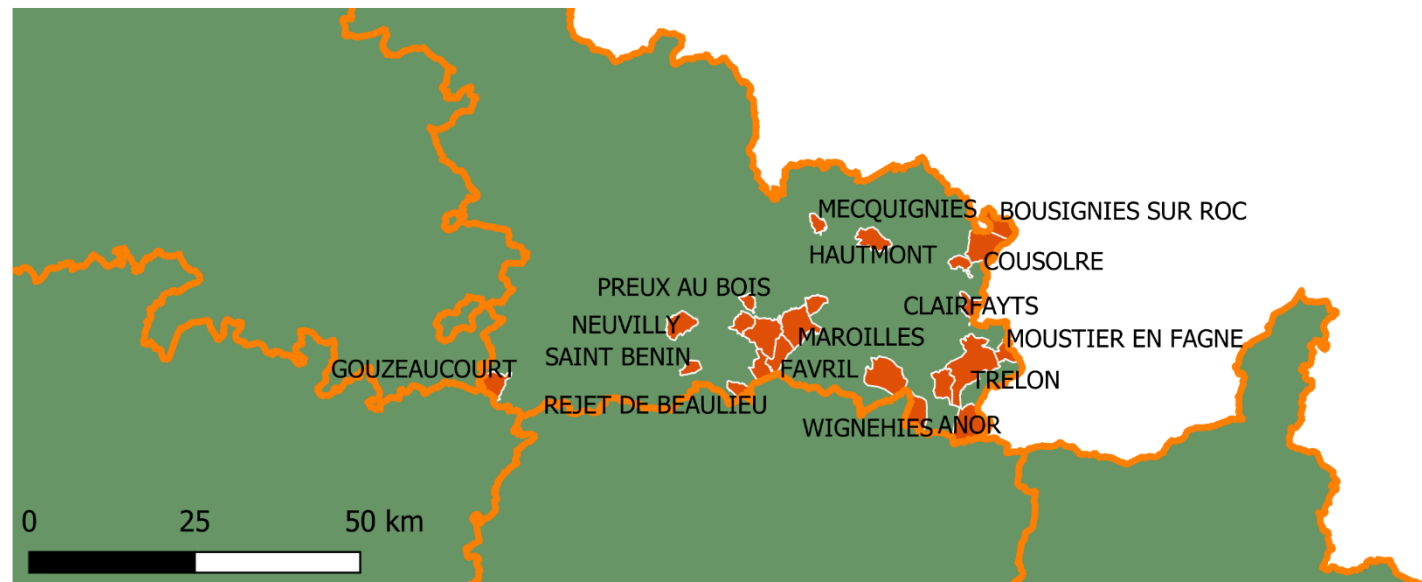 MECQUIGNIES
BOUSIGNIES SUR ROC
HAUTMONT
COUSOLRE
PREUX AU BOIS
CLAIRFAYTS
NEUVILLY
MAROILLES
MOUSTIER EN FAGNE
SAINT BENIN
GOUZEAUCOURT
FAVRIL
TRELON
REJET DE BEAULIEU
WIGNEHIES
ANOR
0 25 50 km